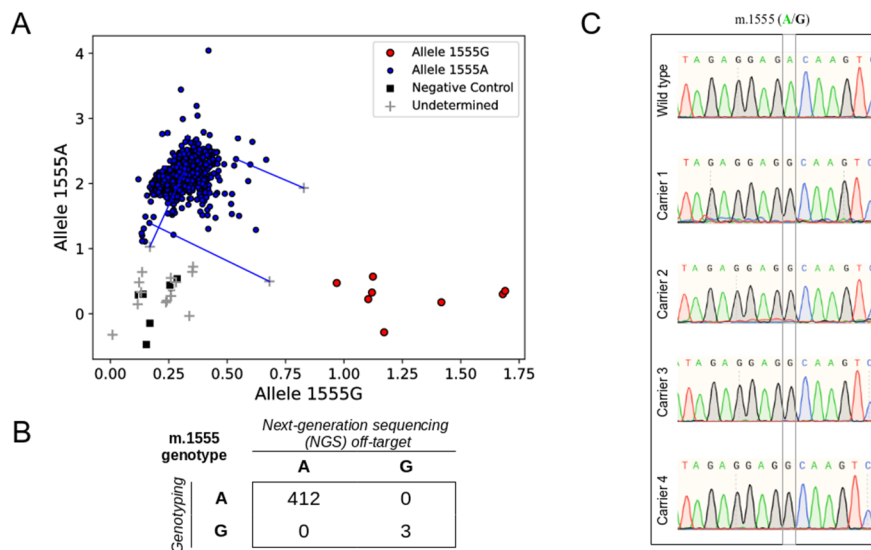 A
Allele 1555A
4
3
2
1
0
0.00 0.25 0.50 0.75 1.00 1.25 1.50 1.75
Allele 1555G
Allele 1555G
Allele 1555A
Negative Control
Undetermined
B
m.1555
genotype
Next-generation sequencing
(NGS) off-target
A G
Genotyping
A 412 0
G 0 3
C
m.1555 (A/G)
Wild type
T A G A G G A G A C A A G T C
Carrier 1
T A G A G G A G G C A A G T C
Carrier 2
T A G A G G A G G C A A G T C
Carrier 3
T A G A G G A G G C A A G T C
Carrier 4
T A G A G G A G G C A A G T C